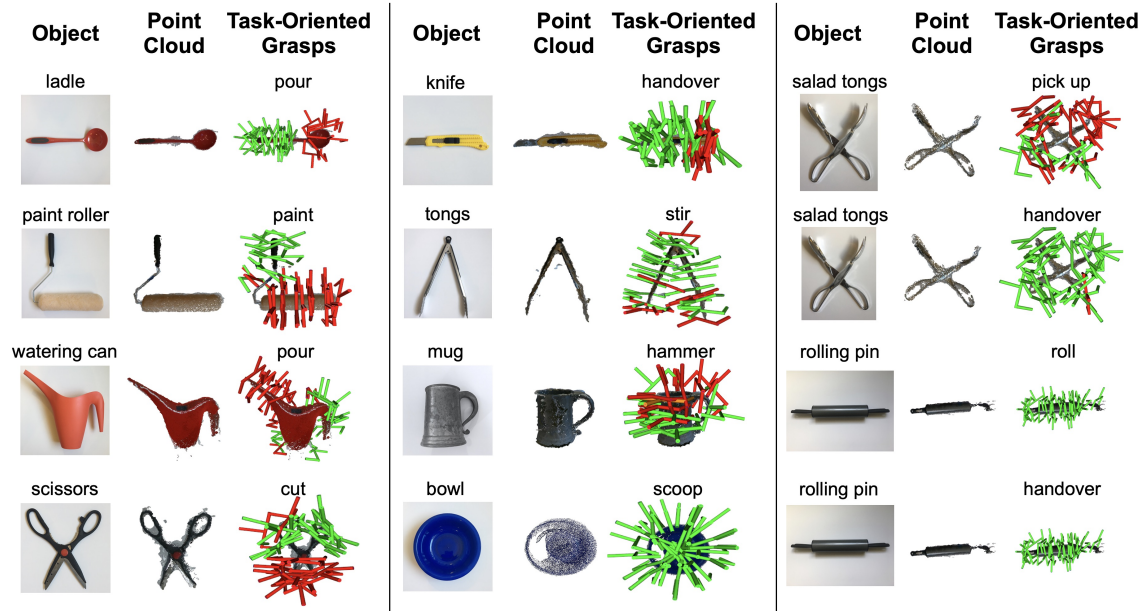 Object
Point
Cloud
Task-Oriented
Grasps
ladle
pour
paint roller
paint
watering can
pour
scissors
cut
Object
Point
Cloud
Task-Oriented
Grasps
knife
handover
tongs
stir
mug
hammer
bowl
scoop
Object
Point
Cloud
Task-Oriented
Grasps
salad tongs
pick up
salad tongs
handover
rolling pin
roll
rolling pin
handover